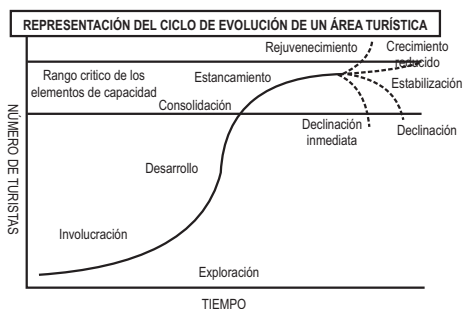 REPRESENTACIÓN DEL CICLO DE EVOLUCIÓN DE UN ÁREA TURÍSTICA
Rejuvenecimiento
Crecimiento
reducido
Rango critico de los
elementos de capacidad
Estancamiento
Estabilización
Consolidación
Declinación
inmediata
Declinación
Desarrollo
Involucración
Exploración
NÚMERO DE TURISTAS
TIEMPO